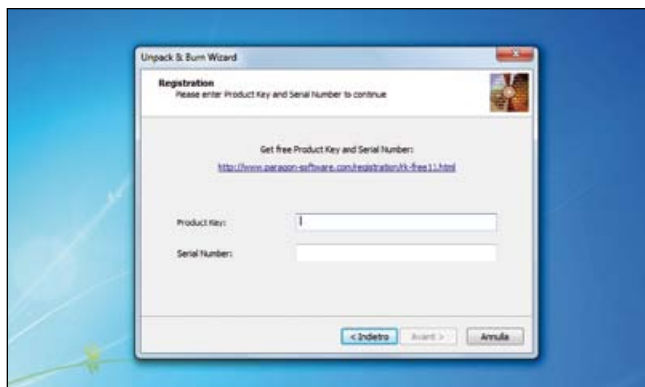 Unpack & Burn Wizard
Registration
Please enter Product Key and Serial Number to continue
Get free Product Key and Serial Number:
http://www.paragon-software.com/registration/rk-free11.html
Product Key:
Serial Number:
< Indietro
Avanti >
Annulla